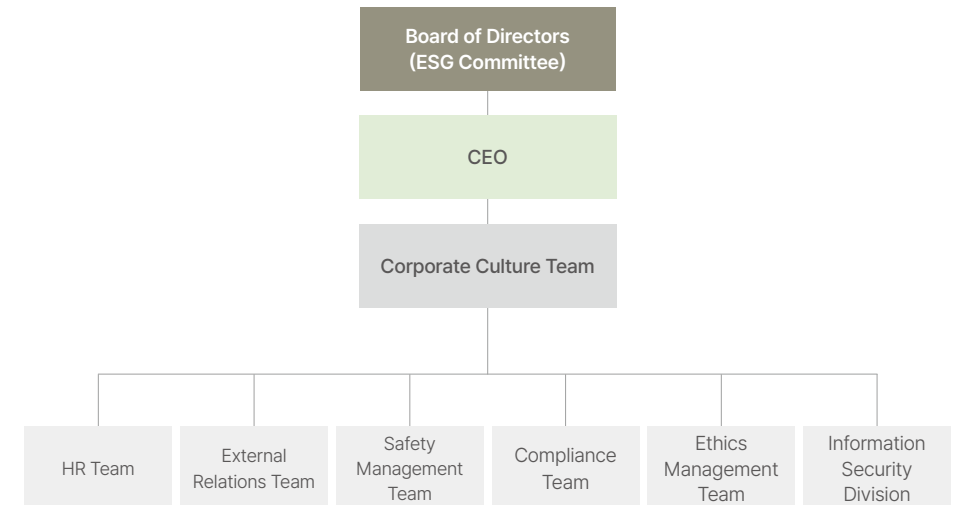 Board of Directors
(ESG Committee)
CEO
Corporate Culture Team
HR Team
External
Relations Team
Safety
Management
Team
Compliance
Team
Ethics
Management
Team
Information
Security
Division